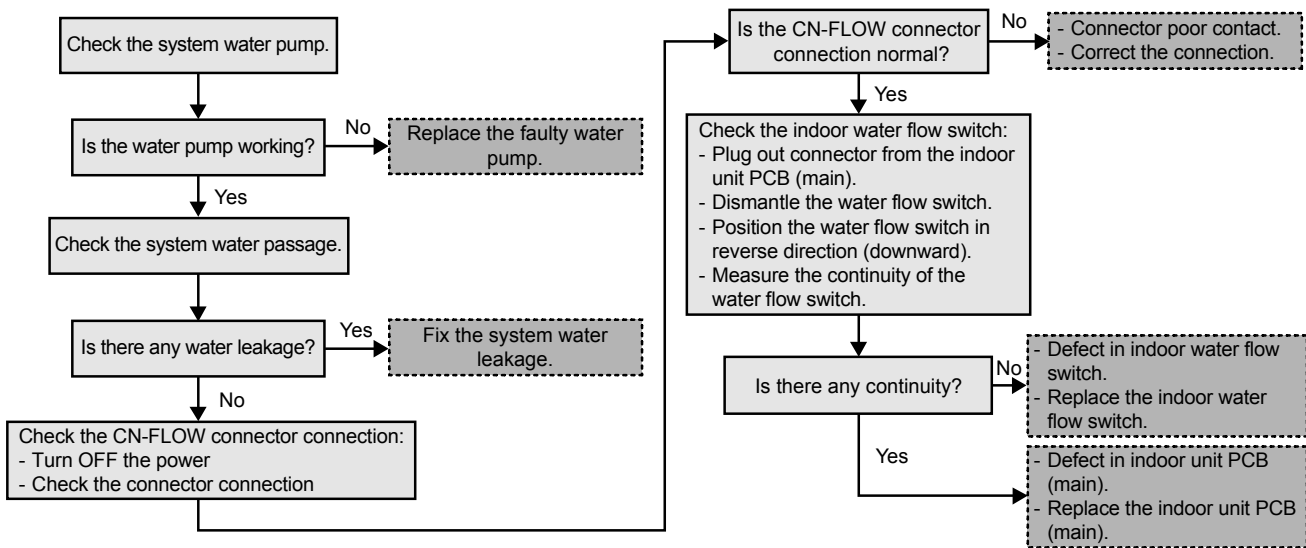 Check the system water pump.
Is the water pump working?
No
Replace the faulty water
pump.
Yes
Check the system water passage.
Is there any water leakage?
Yes
Fix the system water
leakage.
No
Check the CN-FLOW connector connection:
- Turn OFF the power
- Check the connector connection
Is the CN-FLOW connector
connection normal?
No
- Connector poor contact.
- Correct the connection.
Yes
Check the indoor water flow switch:
- Plug out connector from the indoor
unit PCB (main).
- Dismantle the water flow switch.
- Position the water flow switch in
reverse direction (downward).
- Measure the continuity of the
water flow switch.
Is there any continuity?
No
- Defect in indoor water flow
switch.
- Replace the indoor water
flow switch.
Yes
- Defect in indoor unit PCB
(main).
- Replace the indoor unit PCB
(main).